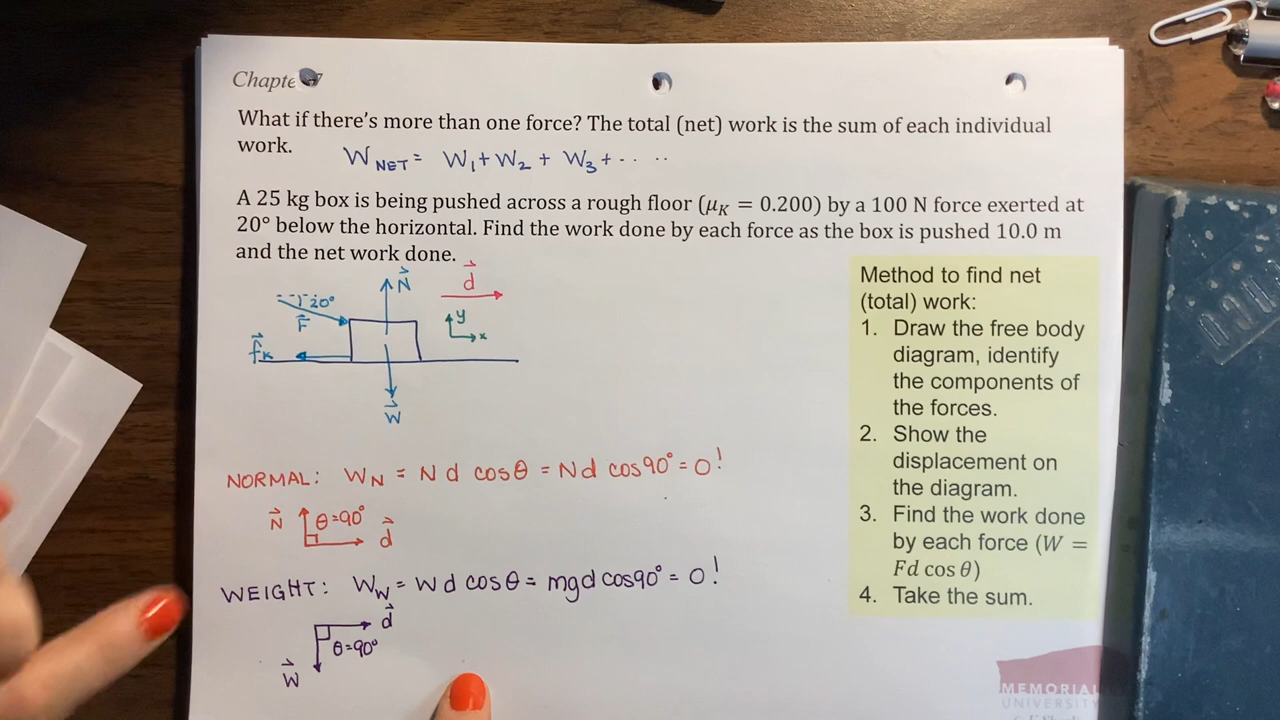 Chapte 7
What if there's more than one force? The total (net) work is the sum of each individual
work.
W NET = W1 + W2 + W3 + . . . .
A 25 kg box is being pushed across a rough floor (μK = 0.200) by a 100 N force exerted at
20° below the horizontal. Find the work done by each force as the box is pushed 10.0 m
and the net work done.
N⃗
d⃗
20°
F⃗
y
x
f⃗K
W⃗
Method to find net
(total) work:
1. Draw the free body
diagram, identify
the components of
the forces.
2. Show the
displacement on
the diagram.
3. Find the work done
by each force (W =
Fd cos θ)
4. Take the sum.
NORMAL: WN = N d cosθ = N d cos90° = 0!
N⃗ θ=90° d⃗
WEIGHT: WW = W d cosθ = mgd cos90° = 0!
d⃗
θ=90°
W⃗
MEMORIAL
UNIVERSITY